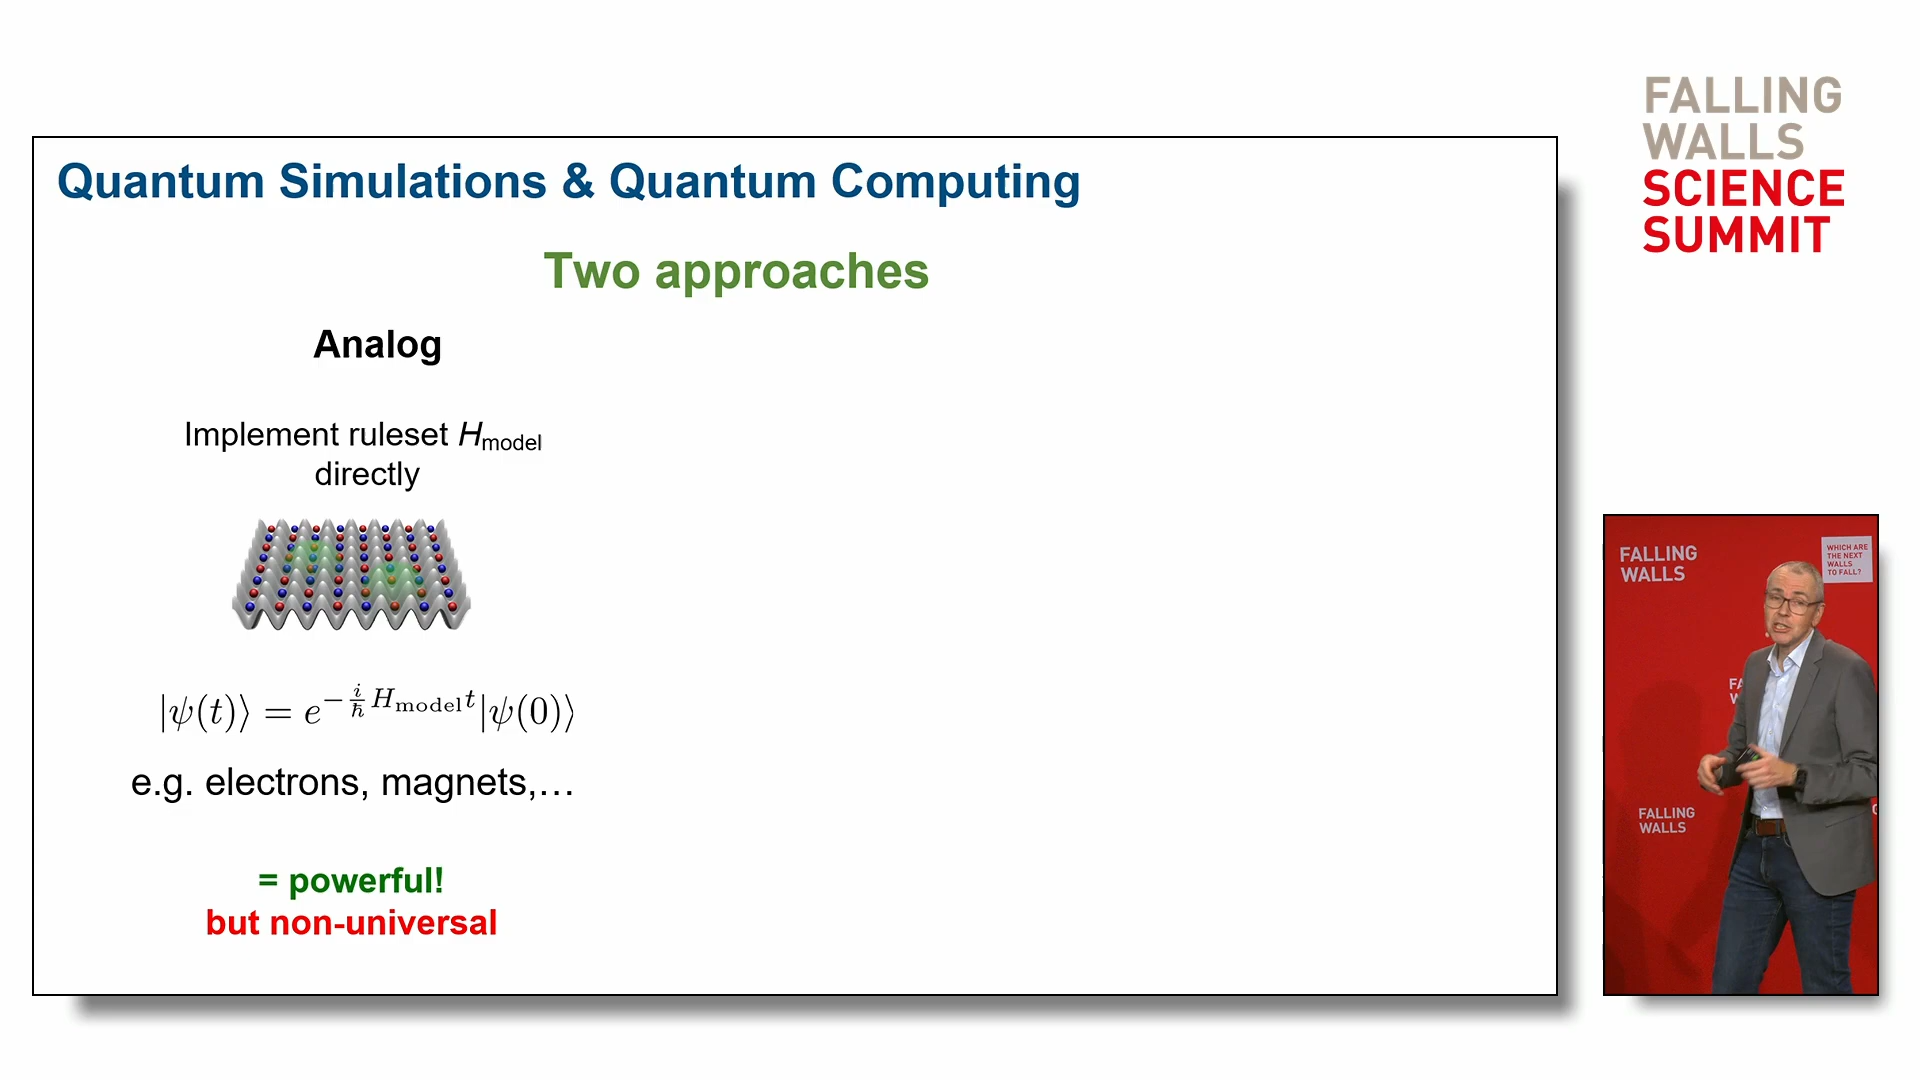 FALLING
WALLS
SCIENCE
SUMMIT
Quantum Simulations & Quantum Computing
Two approaches
Analog
Implement ruleset H_model
directly
|ψ(t)⟩ = e^{-\frac{i}{ħ} H_model t}|ψ(0)⟩
e.g. electrons, magnets,…
= powerful!
but non-universal
FALLING
WALLS
WHICH ARE
THE NEXT
WALLS
TO FALL?
FALLING
WALLS